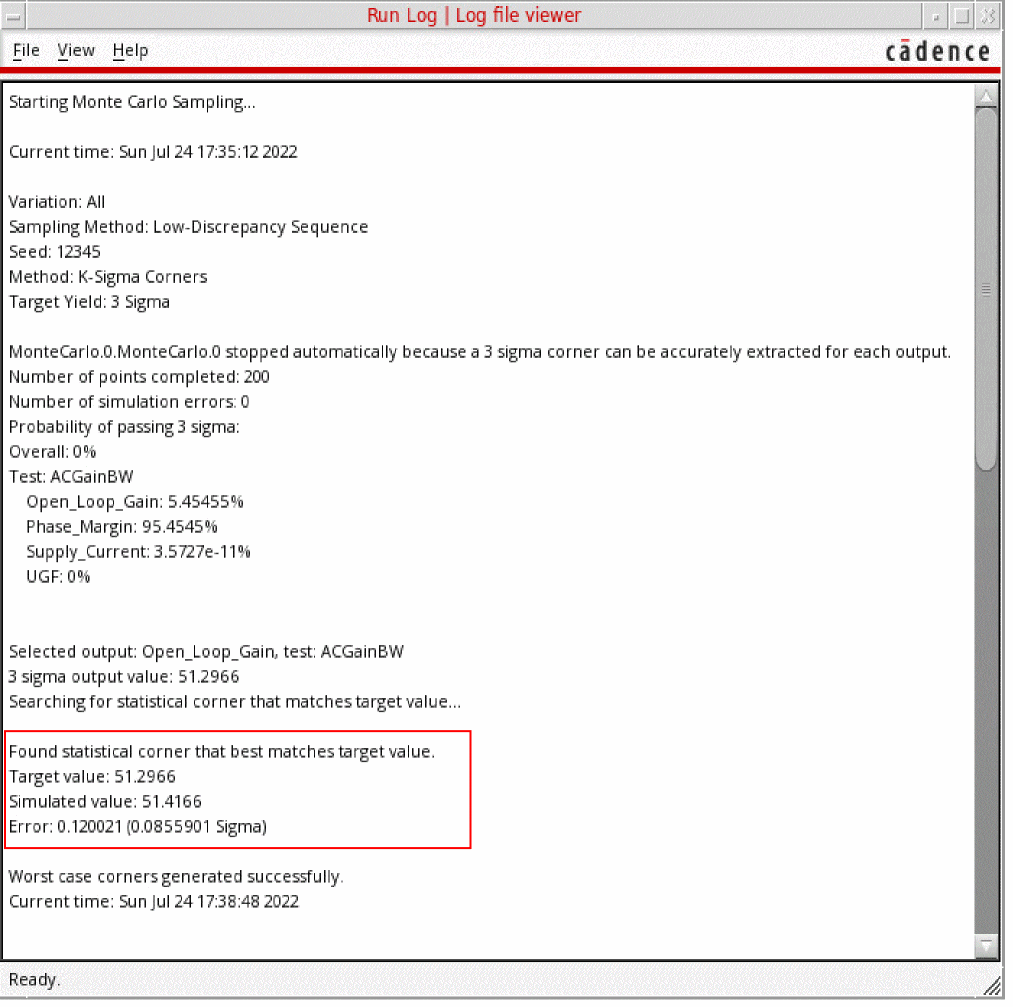 Run Log | Log file viewer
File View Help
cādence
Starting Monte Carlo Sampling...
Current time: Sun Jul 24 17:35:12 2022
Variation: All
Sampling Method: Low-Discrepancy Sequence
Seed: 12345
Method: K-Sigma Corners
Target Yield: 3 Sigma
MonteCarlo.0.MonteCarlo.0 stopped automatically because a 3 sigma corner can be accurately extracted for each output.
Number of points completed: 200
Number of simulation errors: 0
Probability of passing 3 sigma:
Overall: 0%
Test: ACGainBW
Open_Loop_Gain: 5.45455%
Phase_Margin: 95.4545%
Supply_Current: 3.5727e-11%
UGF: 0%
Selected output: Open_Loop_Gain, test: ACGainBW
3 sigma output value: 51.2966
Searching for statistical corner that matches target value...
Found statistical corner that best matches target value.
Target value: 51.2966
Simulated value: 51.4166
Error: 0.120021 (0.0855901 Sigma)
Worst case corners generated successfully.
Current time: Sun Jul 24 17:38:48 2022
Ready.